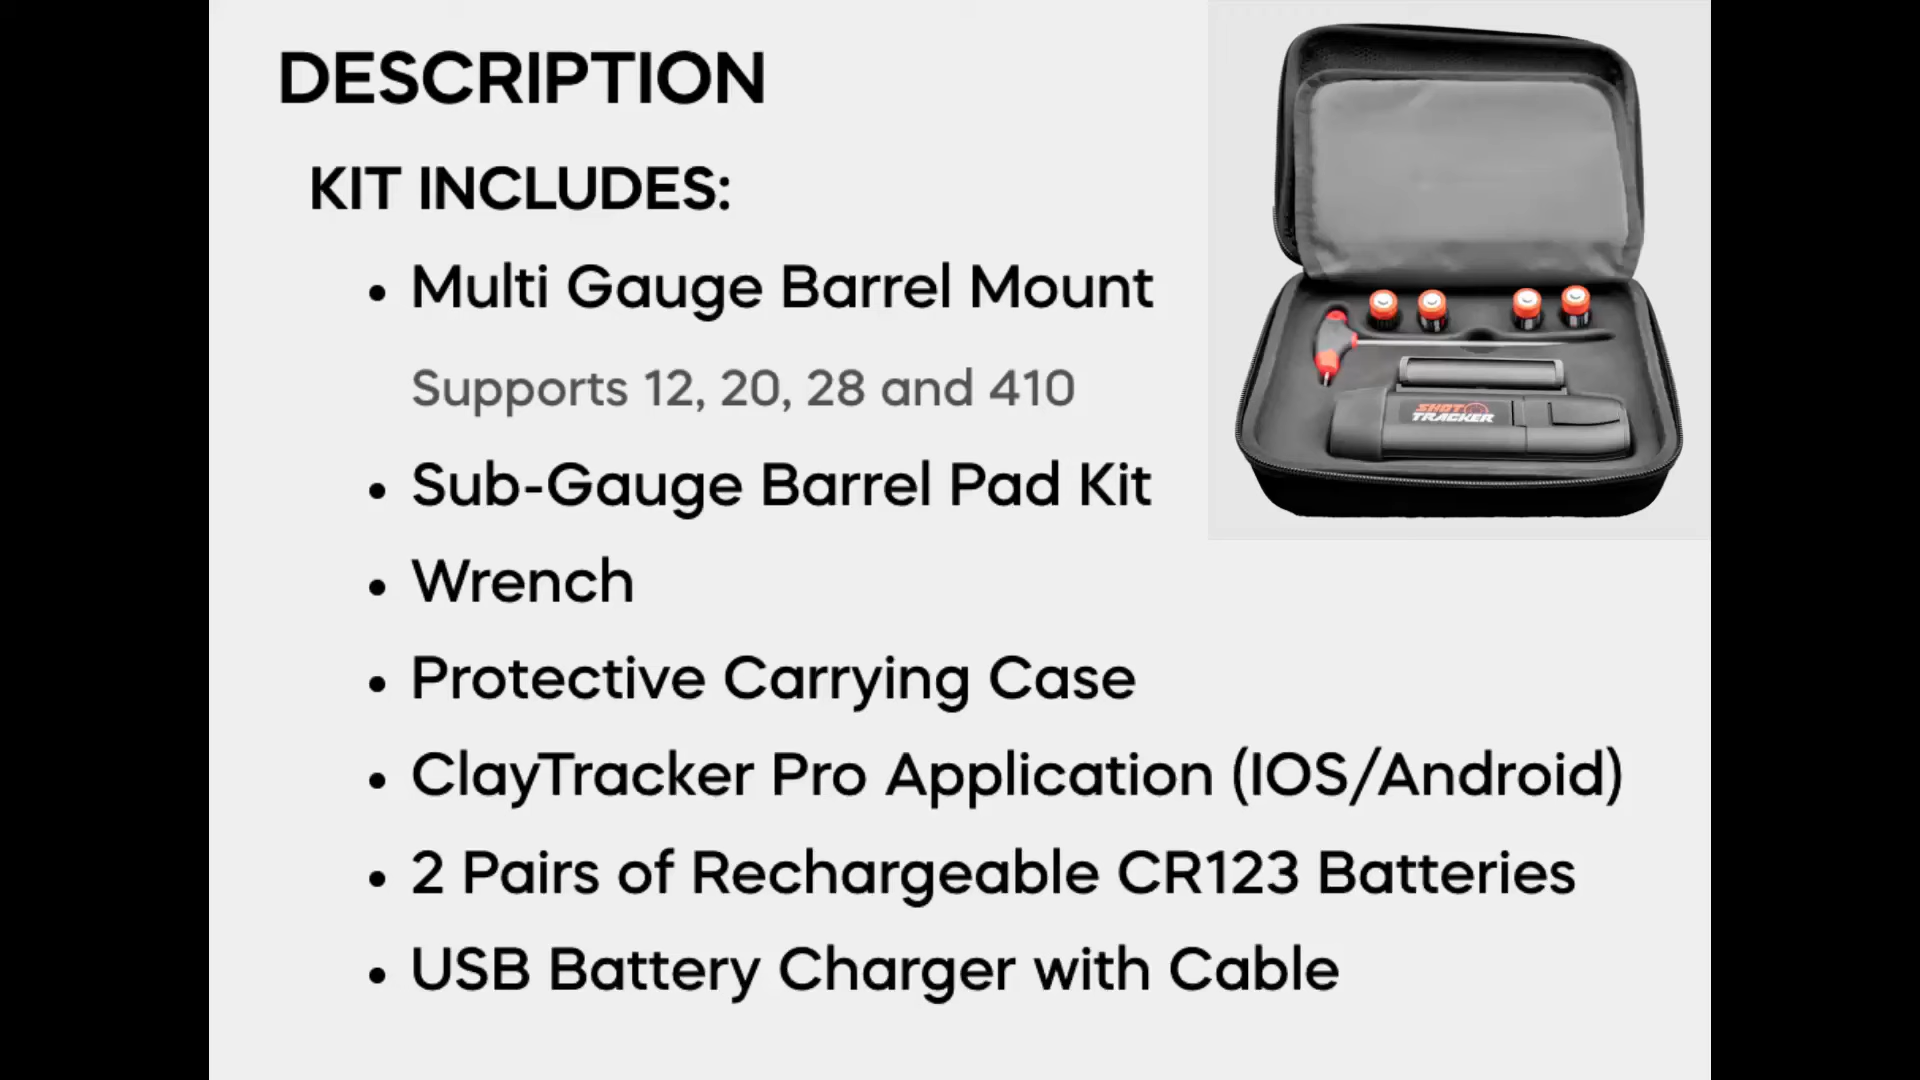 DESCRIPTION
KIT INCLUDES:
• Multi Gauge Barrel Mount
Supports 12, 20, 28 and 410
• Sub-Gauge Barrel Pad Kit
• Wrench
• Protective Carrying Case
• ClayTracker Pro Application (IOS/Android)
• 2 Pairs of Rechargeable CR123 Batteries
• USB Battery Charger with Cable
SHOT
TRACKER